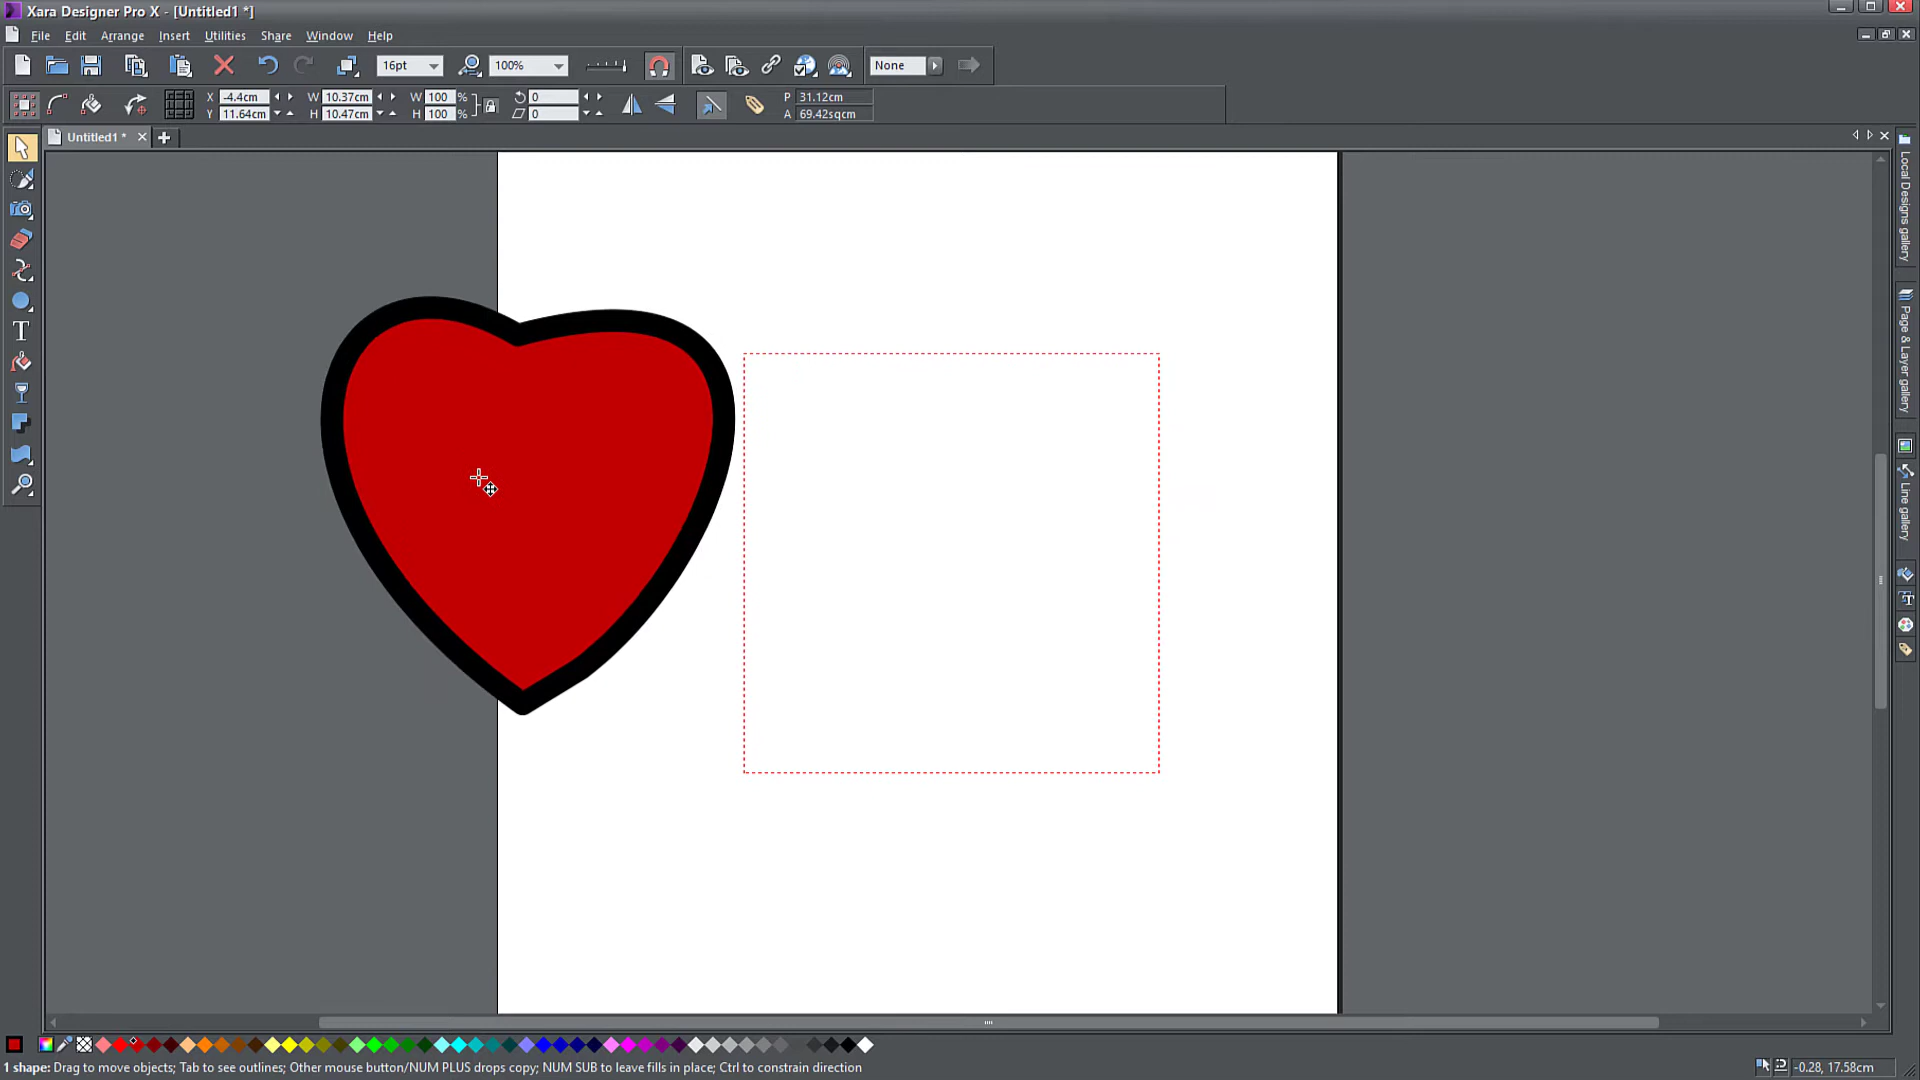 Xara Designer Pro X - [Untitled1 *]
File Edit Arrange Insert Utilities Share Window Help
16pt 100% None
X -4.4cm W 10.37cm W 100 % 0 P 31.12cm
Y 11.64cm H 10.47cm H 100 % 0 A 69.42sqcm
Untitled1 *
T
Local Designs gallery
Page & Layer gallery
Line gallery
1 shape: Drag to move objects; Tab to see outlines; Other mouse button/NUM PLUS drops copy; NUM SUB to leave fills in place; Ctrl to constrain direction
-0.28, 17.58cm